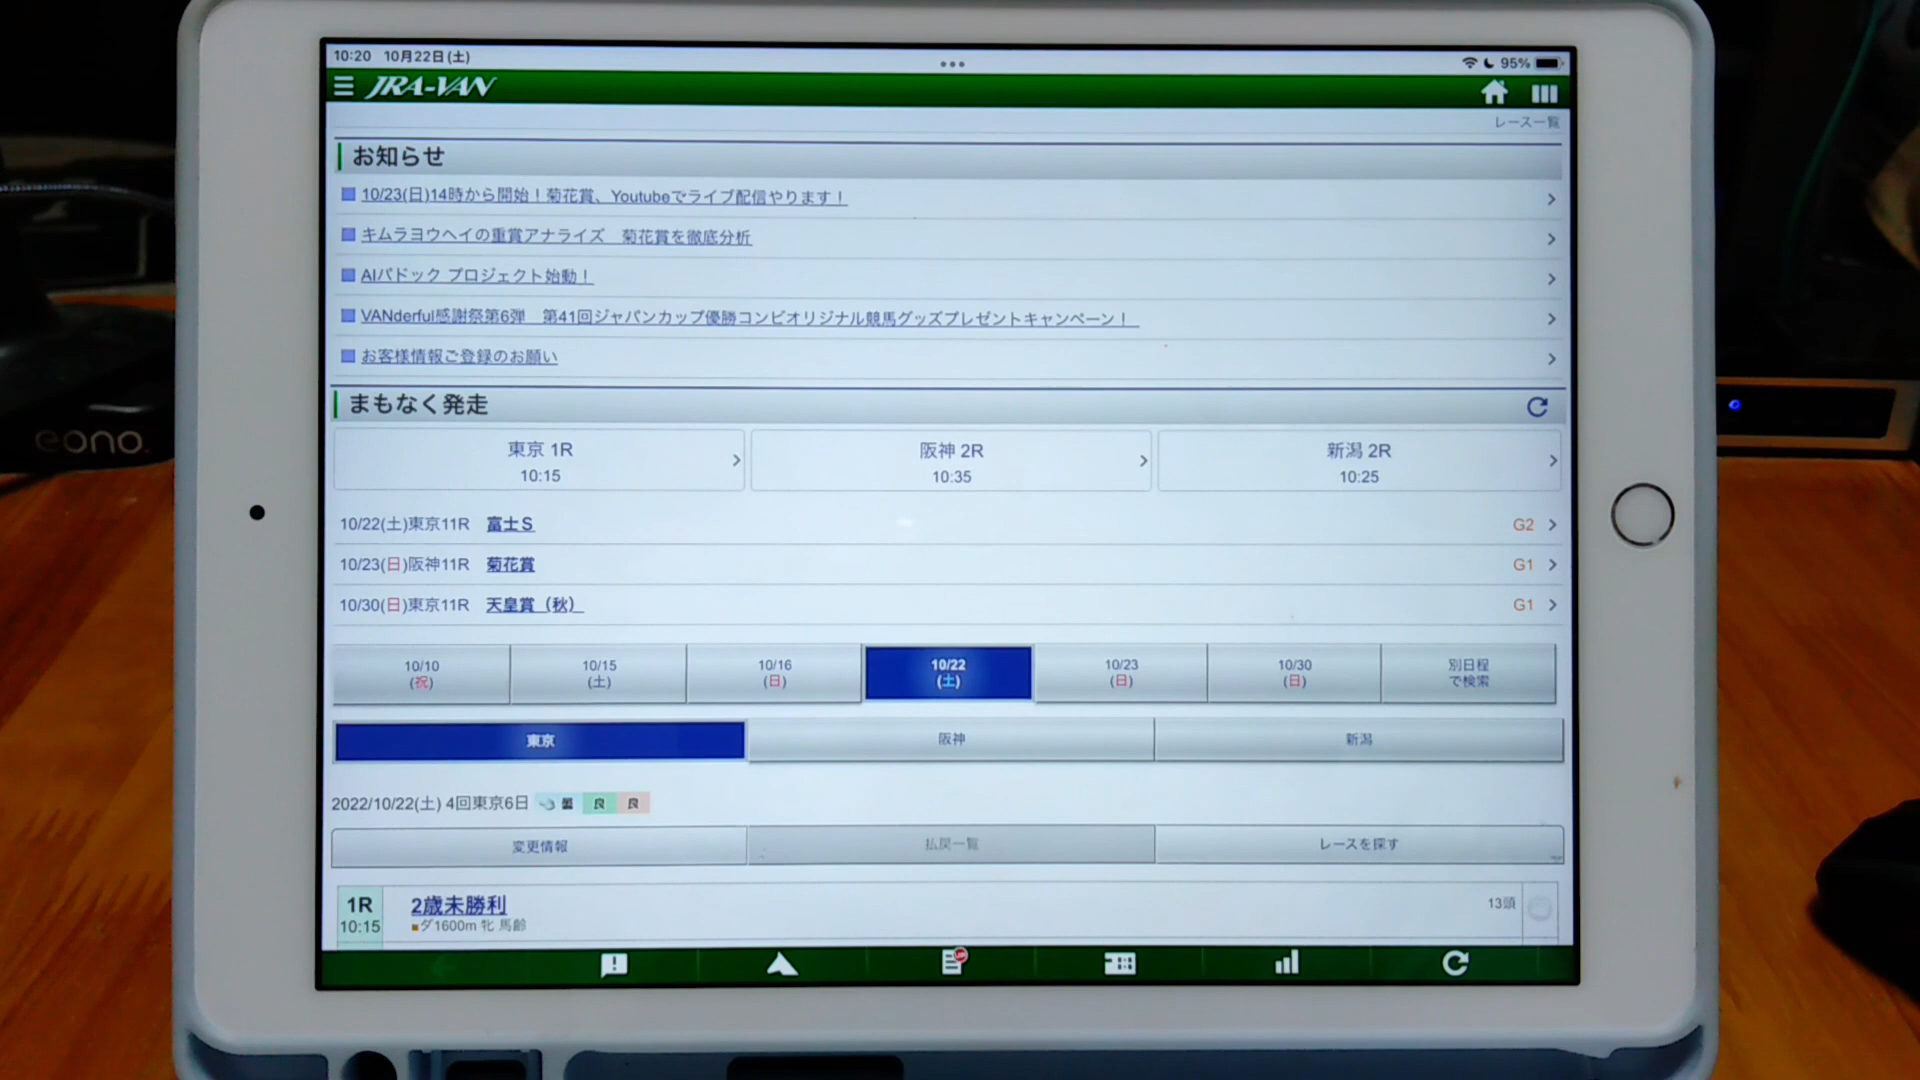 10:20 10月22日(土)
95%
JRA-VAN
レース一覧
お知らせ
10/23(日)14時から開始！菊花賞、Youtubeでライブ配信やります！
キムラヨウヘイの重賞アナライズ　菊花賞を徹底分析
AIパドック プロジェクト始動！
VANderful感謝祭第6弾　第41回ジャパンカップ優勝コンビオリジナル競馬グッズプレゼントキャンペーン！
お客様情報ご登録のお願い
まもなく発走
東京 1R
10:15
阪神 2R
10:35
新潟 2R
10:25
10/22(土)東京11R 富士S G2
10/23(日)阪神11R 菊花賞 G1
10/30(日)東京11R 天皇賞（秋） G1
10/10
(祝)
10/15
(土)
10/16
(日)
10/22
(土)
10/23
(日)
10/30
(日)
別日程
で検索
東京 阪神 新潟
2022/10/22(土) 4回東京6日 曇 良 良
変更情報 払戻一覧 レースを探す
1R
10:15
2歳未勝利
ダ1600m 牝 馬齢
13頭
eono